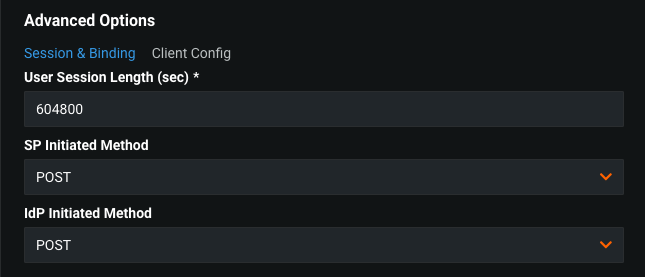 Advanced Options
Session & Binding Client Config
User Session Length (sec) *
604800
SP Initiated Method
POST
IdP Initiated Method
POST